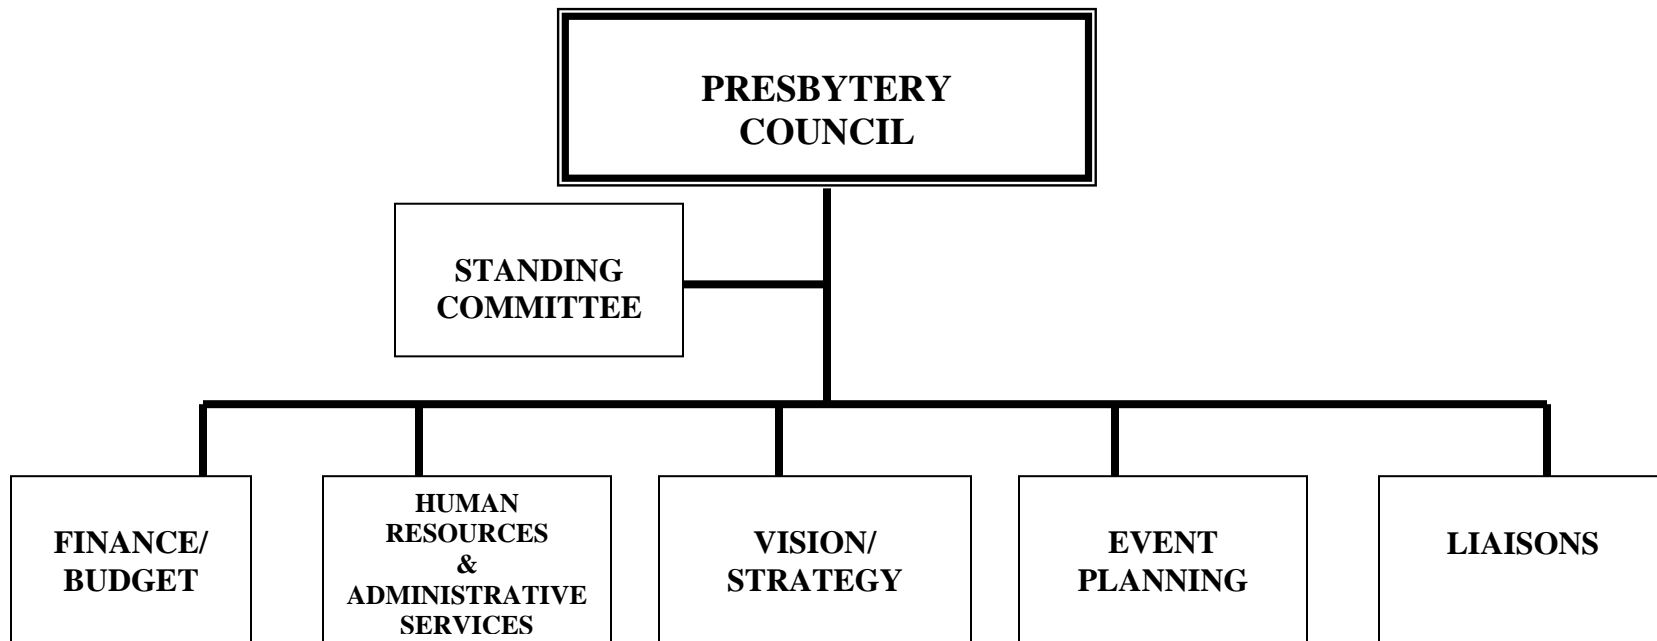 PRESBYTERY
COUNCIL
STANDING
COMMITTEE
FINANCE/
BUDGET
HUMAN
RESOURCES
&
ADMINISTRATIVE
SERVICES
VISION/
STRATEGY
EVENT
PLANNING
LIAISONS